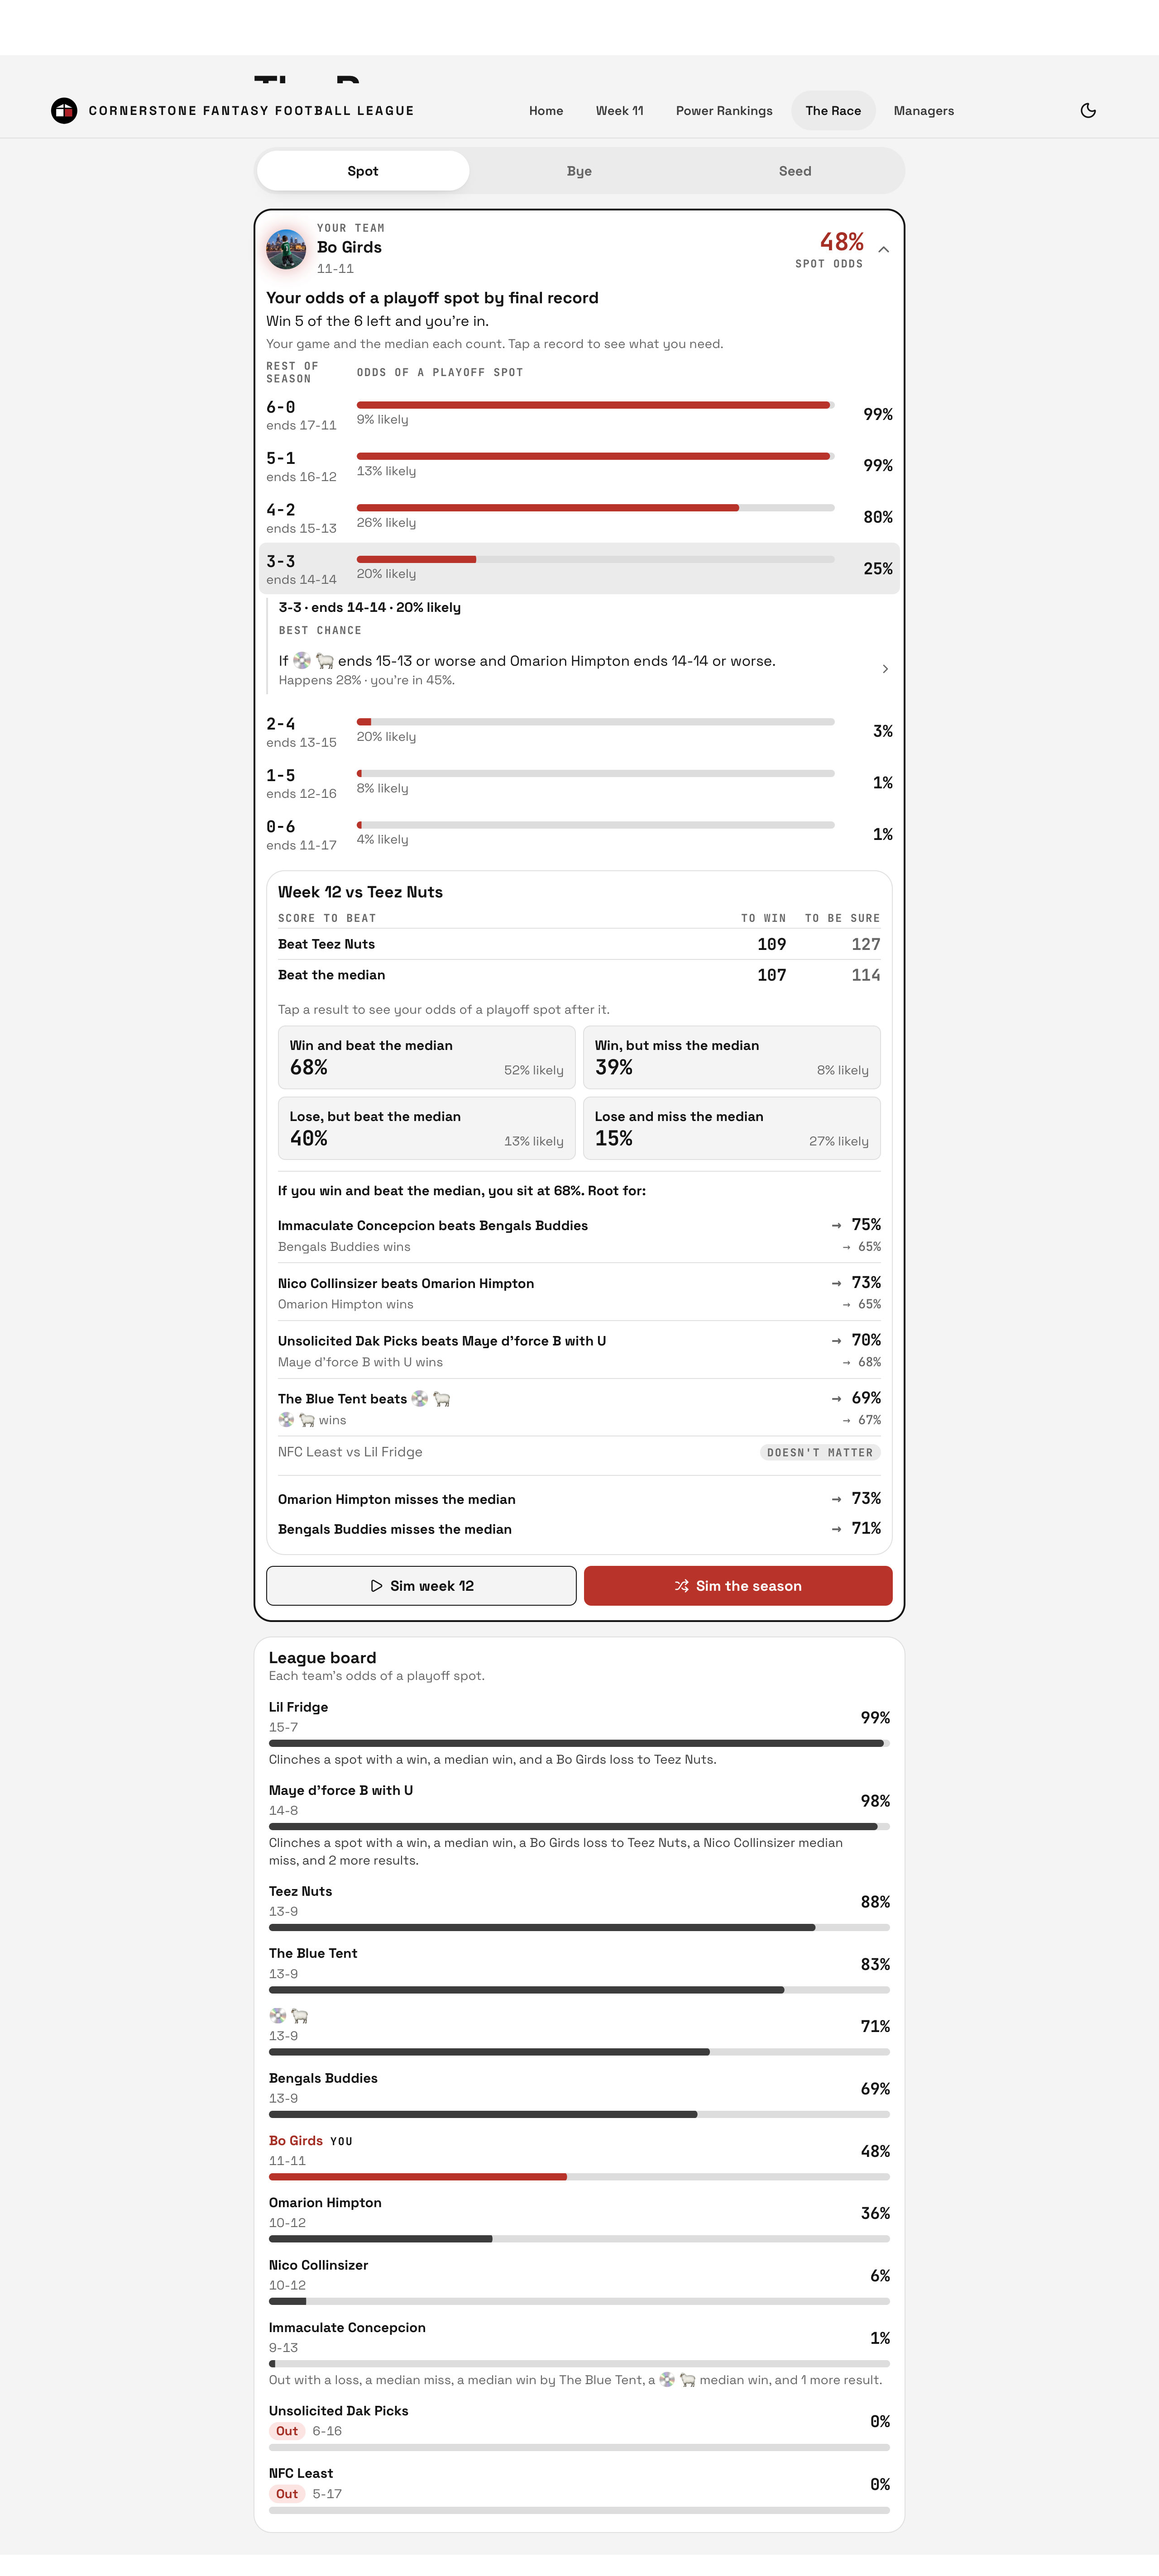 CORNERSTONE FANTASY FOOTBALL LEAGUE
Home
Week 11
Power Rankings
The Race
Managers
Spot
Bye
Seed
YOUR TEAM
Bo Girds
11-11
48%
SPOT ODDS
Your odds of a playoff spot by final record
Win 5 of the 6 left and you're in.
Your game and the median each count. Tap a record to see what you need.
REST OF
SEASON
ODDS OF A PLAYOFF SPOT
6-0
ends 17-11
9% likely
99%
5-1
ends 16-12
13% likely
99%
4-2
ends 15-13
26% likely
80%
3-3
ends 14-14
20% likely
25%
3-3 · ends 14-14 · 20% likely
BEST CHANCE
If 💿 🐑 ends 15-13 or worse and Omarion Himpton ends 14-14 or worse.
Happens 28% · you're in 45%.
2-4
ends 13-15
20% likely
3%
1-5
ends 12-16
8% likely
1%
0-6
ends 11-17
4% likely
1%
Week 12 vs Teez Nuts
SCORE TO BEAT TO WIN TO BE SURE
Beat Teez Nuts 109 127
Beat the median 107 114
Tap a result to see your odds of a playoff spot after it.
Win and beat the median
68% 52% likely
Win, but miss the median
39% 8% likely
Lose, but beat the median
40% 13% likely
Lose and miss the median
15% 27% likely
If you win and beat the median, you sit at 68%. Root for:
Immaculate Concepcion beats Bengals Buddies → 75%
Bengals Buddies wins → 65%
Nico Collinsizer beats Omarion Himpton → 73%
Omarion Himpton wins → 65%
Unsolicited Dak Picks beats Maye d'force B with U → 70%
Maye d'force B with U wins → 68%
The Blue Tent beats 💿 🐑 → 69%
💿 🐑 wins → 67%
NFC Least vs Lil Fridge DOESN'T MATTER
Omarion Himpton misses the median → 73%
Bengals Buddies misses the median → 71%
Sim week 12
Sim the season
League board
Each team's odds of a playoff spot.
Lil Fridge
15-7
99%
Clinches a spot with a win, a median win, and a Bo Girds loss to Teez Nuts.
Maye d'force B with U
14-8
98%
Clinches a spot with a win, a median win, a Bo Girds loss to Teez Nuts, a Nico Collinsizer median
miss, and 2 more results.
Teez Nuts
13-9
88%
The Blue Tent
13-9
83%
💿 🐑
13-9
71%
Bengals Buddies
13-9
69%
Bo Girds YOU
11-11
48%
Omarion Himpton
10-12
36%
Nico Collinsizer
10-12
6%
Immaculate Concepcion
9-13
1%
Out with a loss, a median miss, a median win by The Blue Tent, a 💿 🐑 median win, and 1 more result.
Unsolicited Dak Picks
Out 6-16
0%
NFC Least
Out 5-17
0%